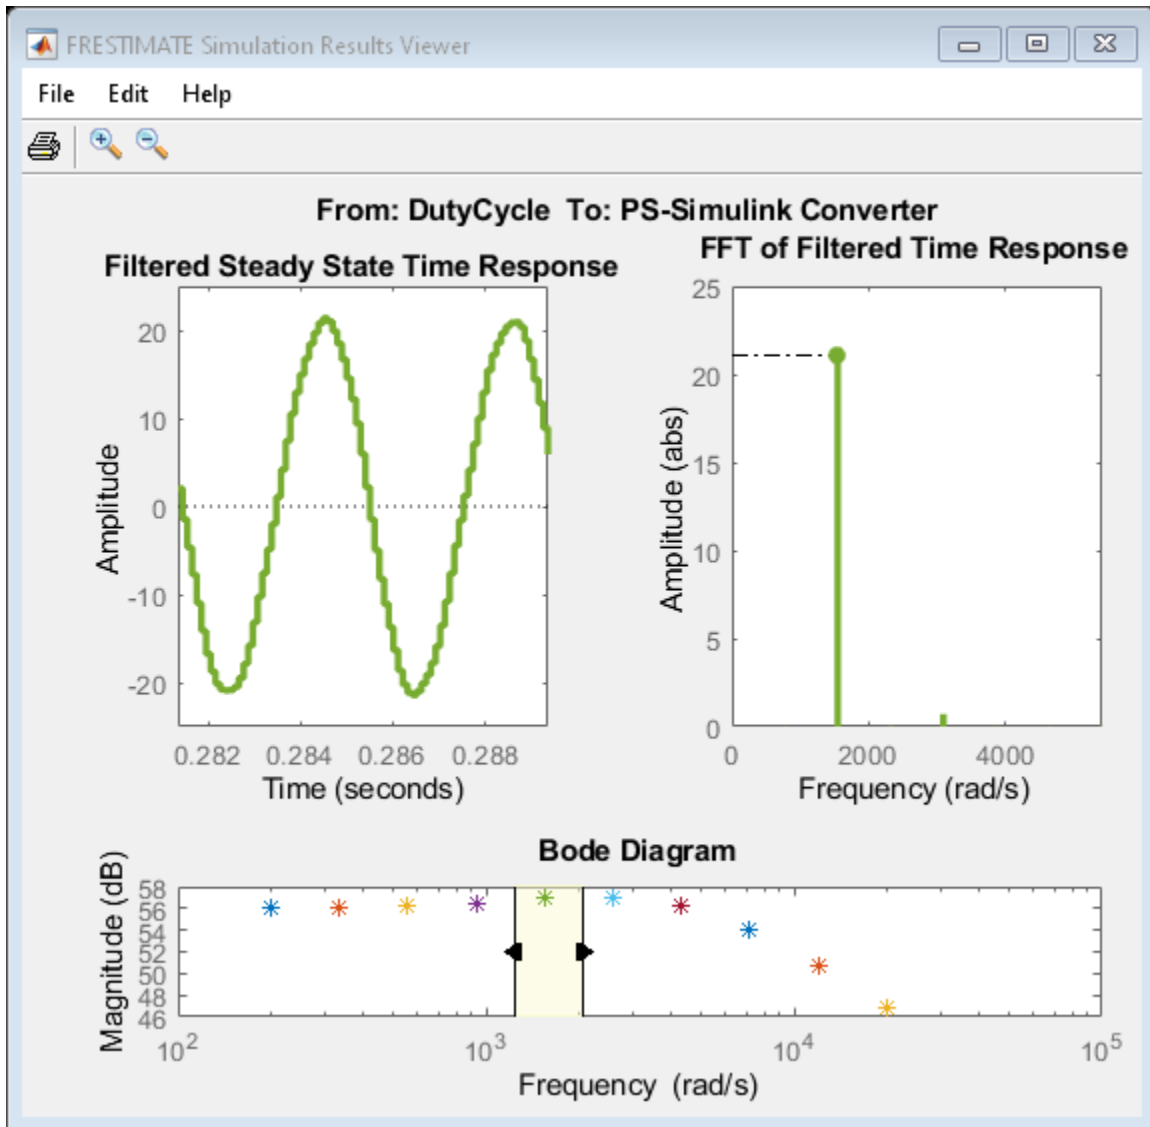 FRESTIMATE Simulation Results Viewer
File Edit Help
From: DutyCycle To: PS-Simulink Converter
Filtered Steady State Time Response
20
10
0
-10
-20
Amplitude
0.282 0.284 0.286 0.288
Time (seconds)
FFT of Filtered Time Response
25
20
15
10
5
0
Amplitude (abs)
0 2000 4000
Frequency (rad/s)
Bode Diagram
58
56
54
52
50
48
46
Magnitude (dB)
10^2 10^3 10^4 10^5
Frequency (rad/s)